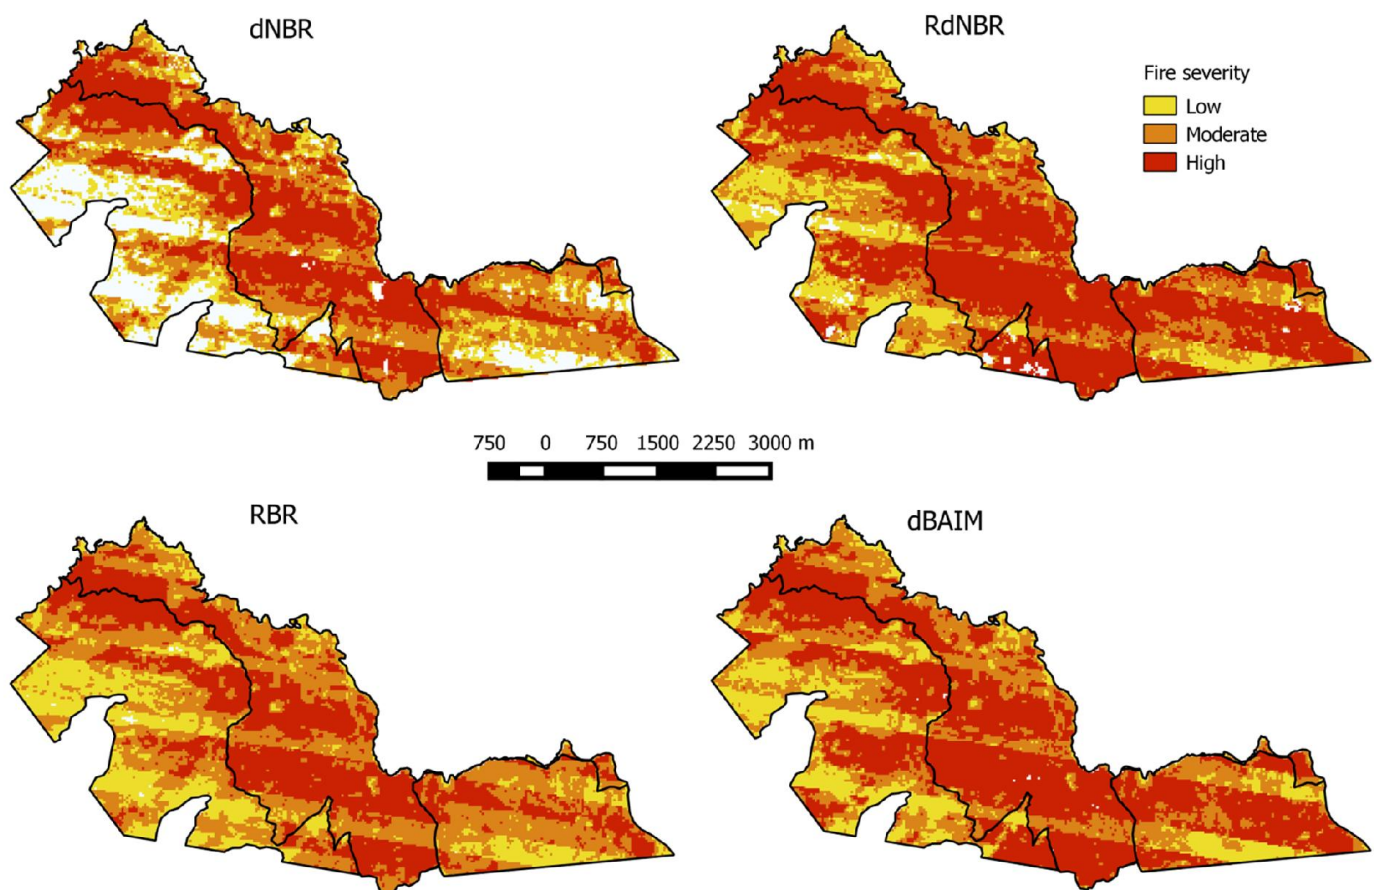 dNBR
RdNBR
Fire severity
Low
Moderate
High
750 0 750 1500 2250 3000 m
RBR
dBAIM